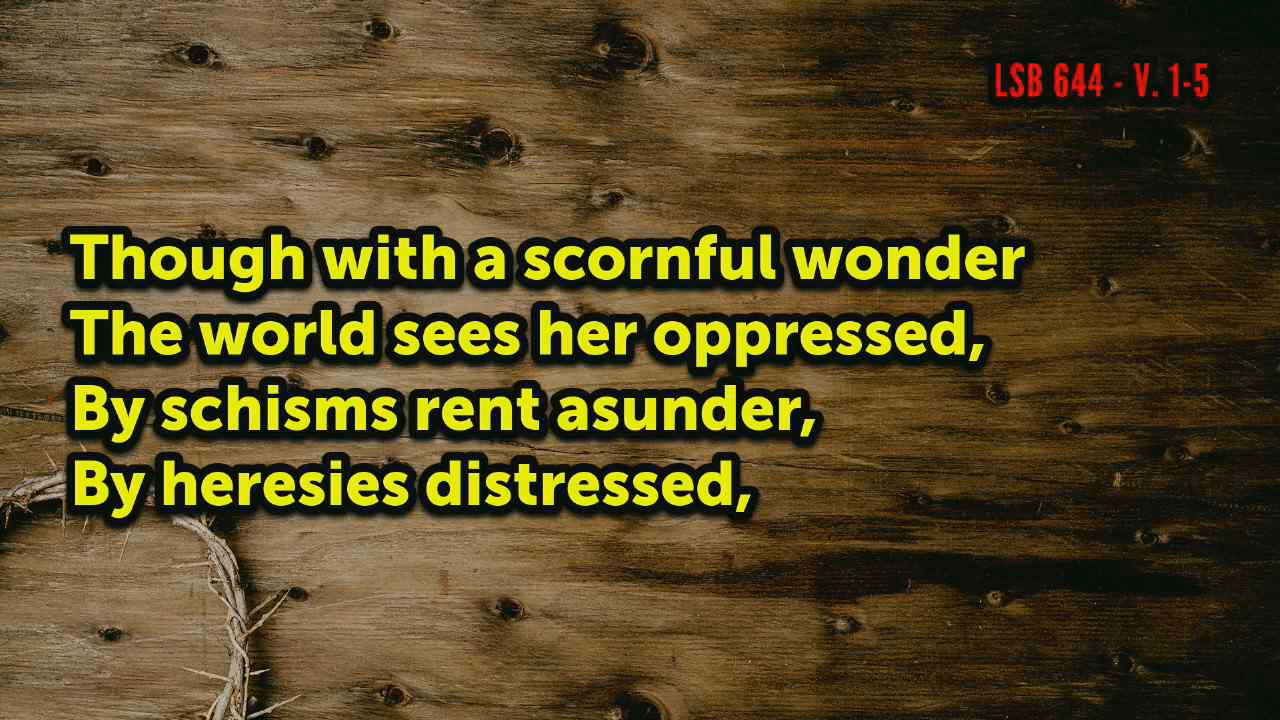 LSB 644 - V. 1-5
Though with a scornful wonder
The world sees her oppressed,
By schisms rent asunder,
By heresies distressed,